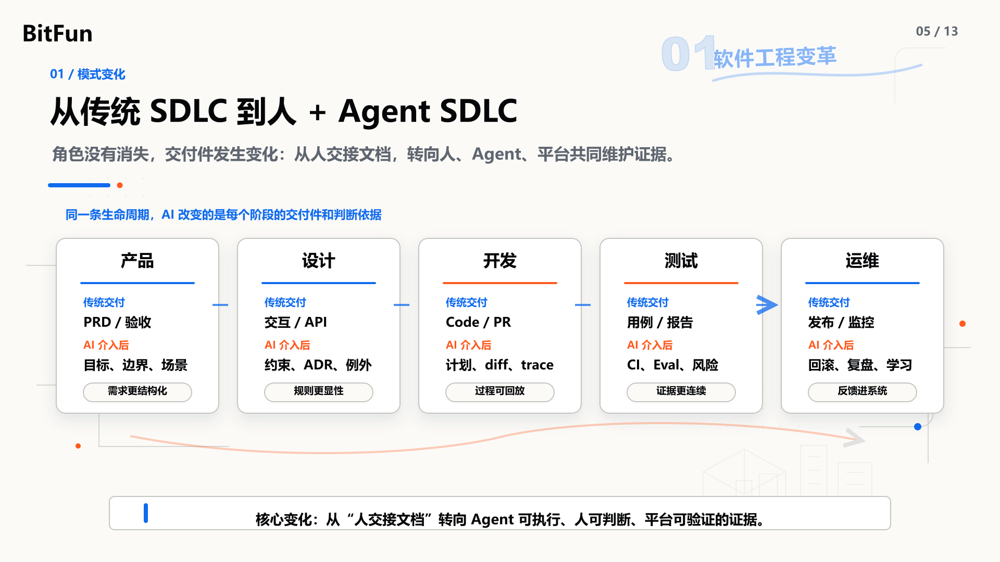 BitFun
05 / 13
01
软件工程变革
01 / 模式变化
从传统 SDLC 到人 + Agent SDLC
角色没有消失，交付件发生变化：从人交接文档，转向人、Agent、平台共同维护证据。
同一条生命周期，AI 改变的是每个阶段的交付件和判断依据
产品
传统交付
PRD / 验收
AI 介入后
目标、边界、场景
需求更结构化
设计
传统交付
交互 / API
AI 介入后
约束、ADR、例外
规则更显性
开发
传统交付
Code / PR
AI 介入后
计划、diff、trace
过程可回放
测试
传统交付
用例 / 报告
AI 介入后
CI、Eval、风险
证据更连续
运维
传统交付
发布 / 监控
AI 介入后
回滚、复盘、学习
反馈进系统
核心变化：从“人交接文档”转向 Agent 可执行、人可判断、平台可验证的证据。